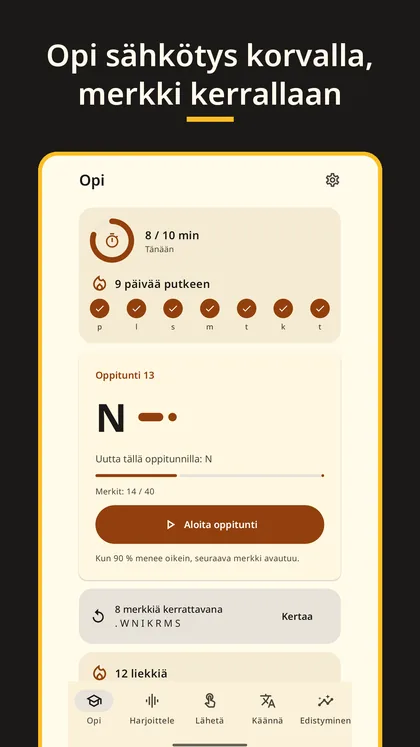 Opi sähkötys korvalla,
merkki kerrallaan
Opi
8 / 10 min
Tänään
9 päivää putkeen
p l s m t k t
Oppitunti 13
N
Uutta tällä oppitunnilla: N
Merkit: 14 / 40
Aloita oppitunti
Kun 90 % menee oikein, seuraava merkki avautuu.
8 merkkiä kerrattavana
. W N I K R M S
Kertaa
12 liekkiä
Opi Harjoittele Lähetä Käännä Edistyminen